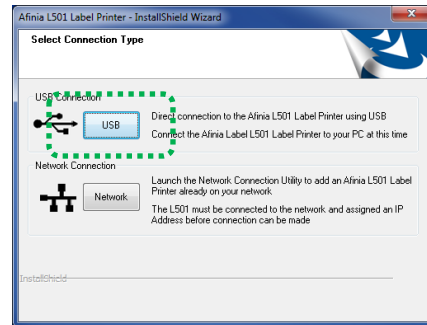 Afinia L501 Label Printer - InstallShield Wizard
Select Connection Type
USB Connection
USB
Direct connection to the Afinia L501 Label Printer using USB
Connect the Afinia Label L501 Label Printer to your PC at this time
Network Connection
Network
Launch the Network Connection Utility to add an Afinia L501 Label
Printer already on your network
The L501 must be connected to the network and assigned an IP
Address before connection can be made
InstallShield